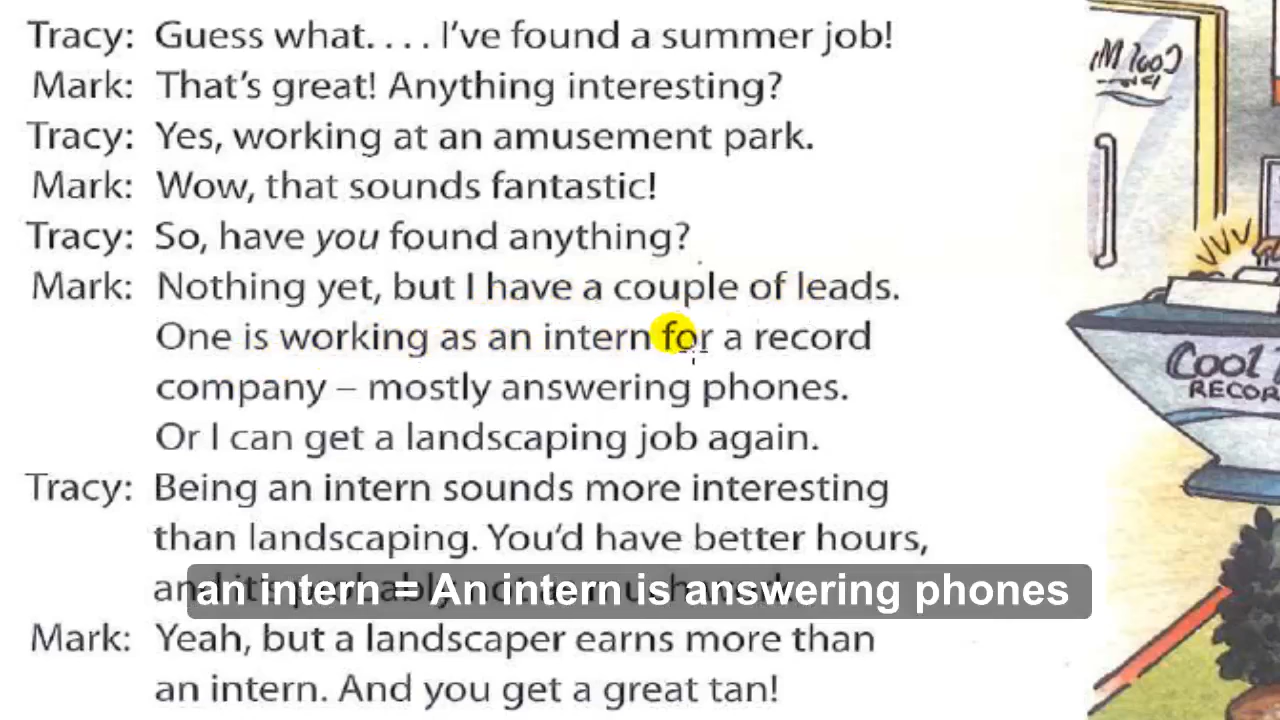 Tracy: Guess what. . . . I've found a summer job!
Mark: That's great! Anything interesting?
Tracy: Yes, working at an amusement park.
Mark: Wow, that sounds fantastic!
Tracy: So, have you found anything?
Mark: Nothing yet, but I have a couple of leads.
One is working as an intern for a record
company – mostly answering phones.
Or I can get a landscaping job again.
Tracy: Being an intern sounds more interesting
than landscaping. You'd have better hours,
and it's probably not
an intern = An intern is answering phones
Mark: Yeah, but a landscaper earns more than
an intern. And you get a great tan!
Cool
RECOR